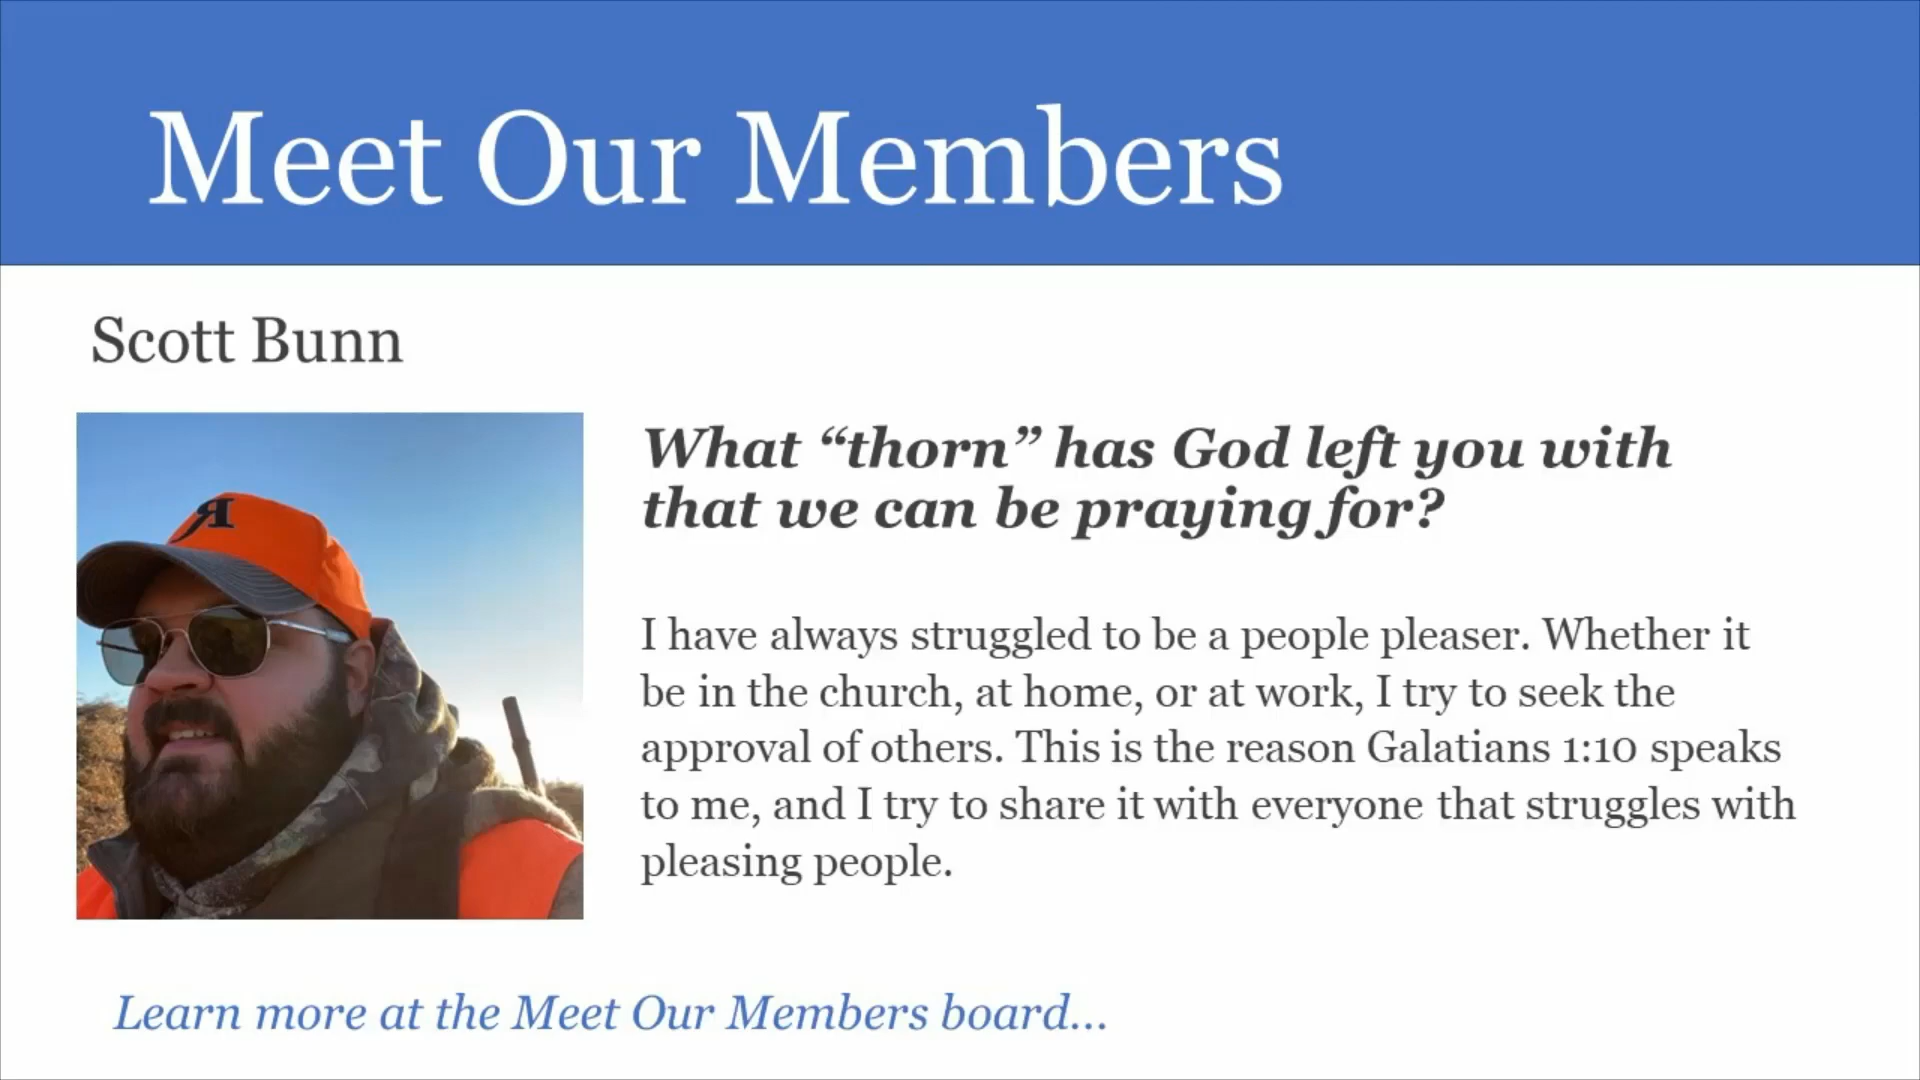 Meet Our Members
Scott Bunn
What “thorn” has God left you with
that we can be praying for?
I have always struggled to be a people pleaser. Whether it
be in the church, at home, or at work, I try to seek the
approval of others. This is the reason Galatians 1:10 speaks
to me, and I try to share it with everyone that struggles with
pleasing people.
Learn more at the Meet Our Members board...